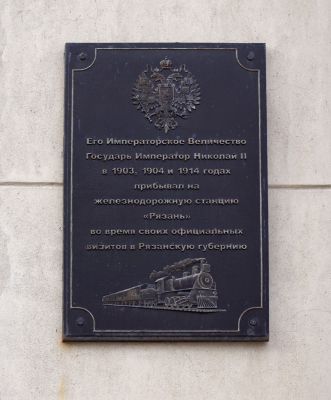 Его Императорское Величество
Государь Император Николай II
в 1903, 1904 и 1914 годах
прибывал на
железнодорожную станцию
«Рязань»
во время своих официальных
визитов в Рязанскую губернию